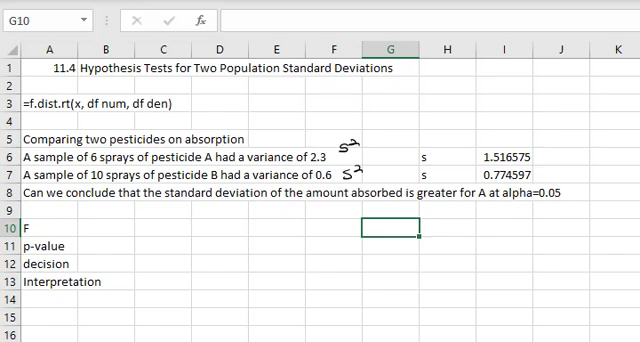 G10 fx
A B C D E F G H I J K
1 11.4 Hypothesis Tests for Two Population Standard Deviations
2
3 =f.dist.rt(x, df num, df den)
4
5 Comparing two pesticides on absorption
6 A sample of 6 sprays of pesticide A had a variance of 2.3 s² s 1.516575
7 A sample of 10 sprays of pesticide B had a variance of 0.6 s² s 0.774597
8 Can we conclude that the standard deviation of the amount absorbed is greater for A at alpha=0.05
9
10 F
11 p-value
12 decision
13 Interpretation
14
15
16